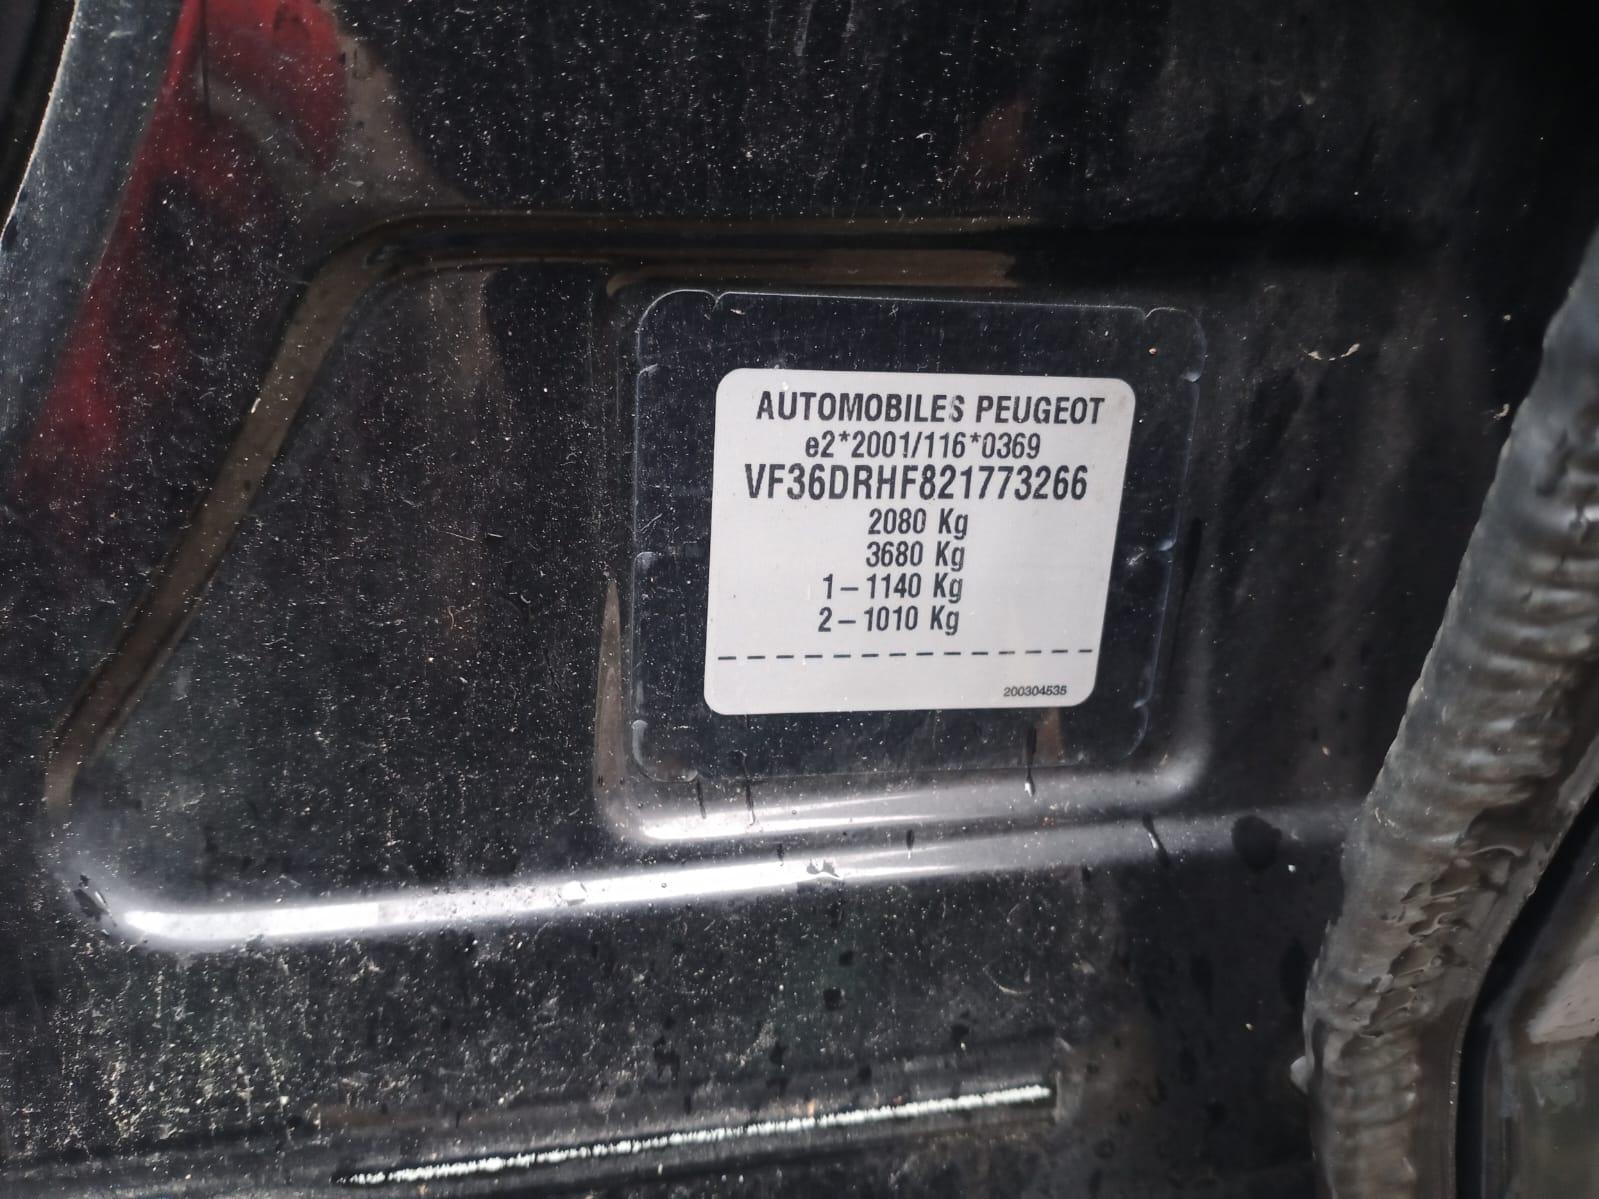 AUTOMOBILES PEUGEOT
e2*2001/116*0369
VF36DRHF821773266
2080 Kg
3680 Kg
1-1140 Kg
2-1010 Kg
200304535